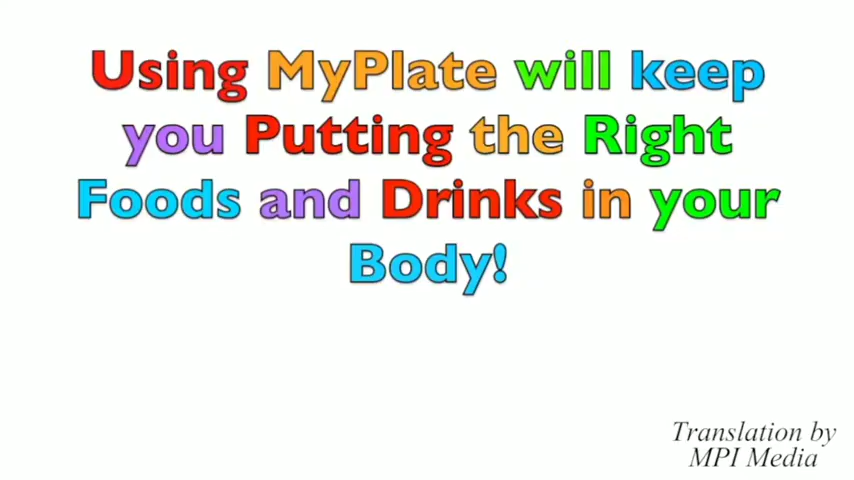 Using MyPlate will keep
you Putting the Right
Foods and Drinks in your
Body!
Translation by
MPI Media